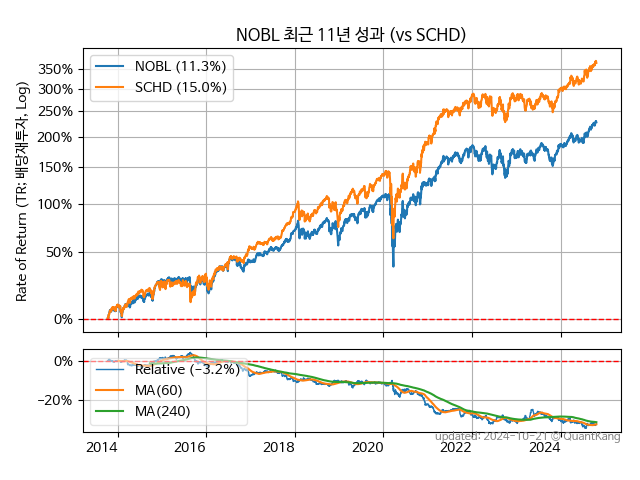 NOBL 최근 11년 성과 (vs SCHD)
NOBL (11.3%)
SCHD (15.0%)
Rate of Return (TR; 배당재투자, Log)
350%
300%
250%
200%
150%
100%
50%
0%
Relative (−3.2%)
MA(60)
MA(240)
0%
−20%
2014 2016 2018 2020 2022 2024
updated: 2024-10-21 © QuantKang